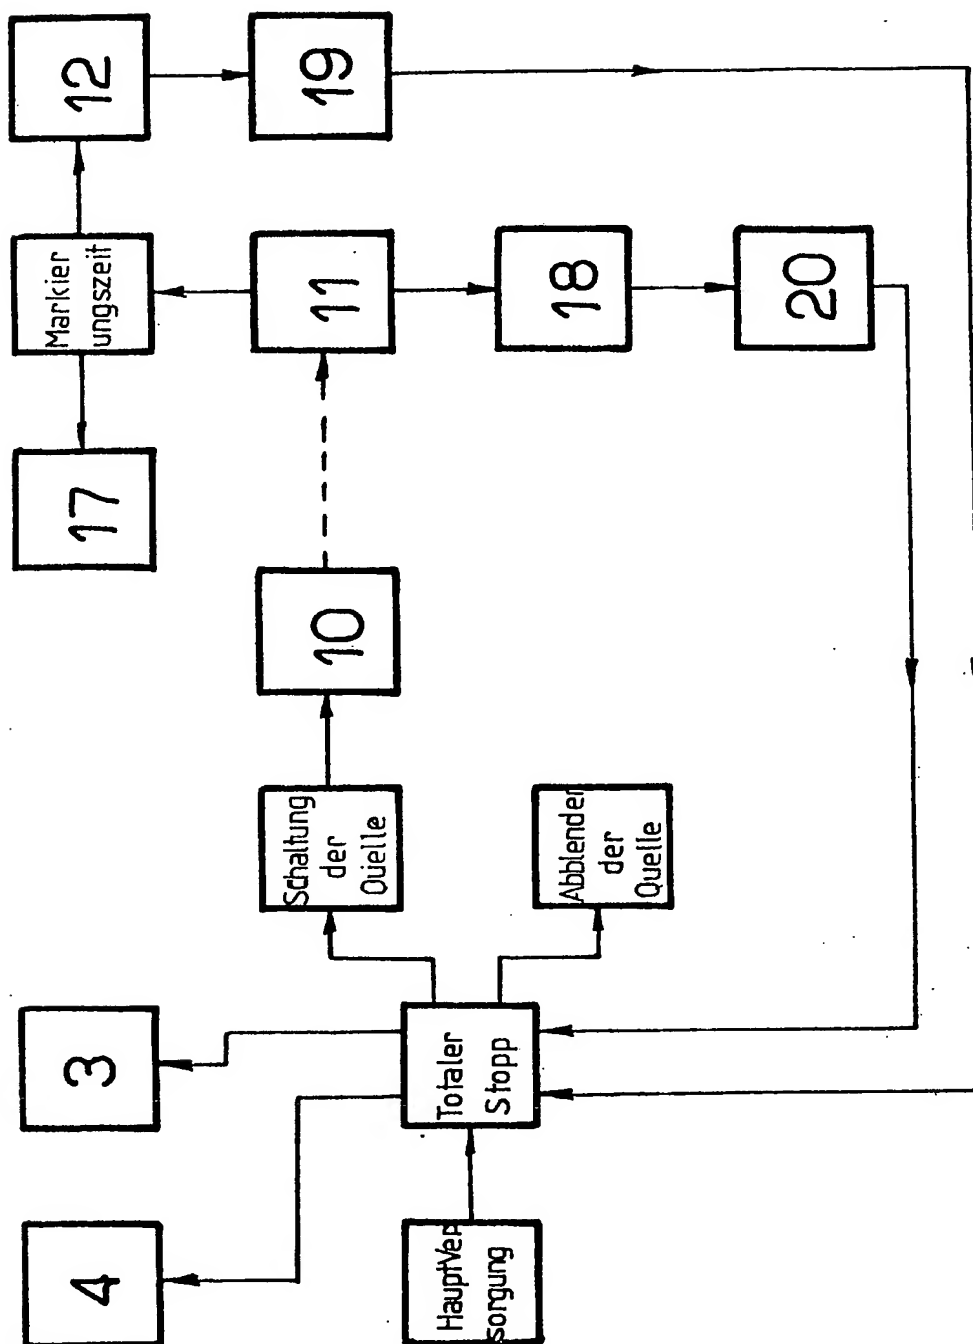 4
3
17
Markier
ungszeit
12
Schaltung
der
Quelle
10
11
19
HauptVer
sorgung
Totaler
Stopp
Abblender
der
Quelle
18
20